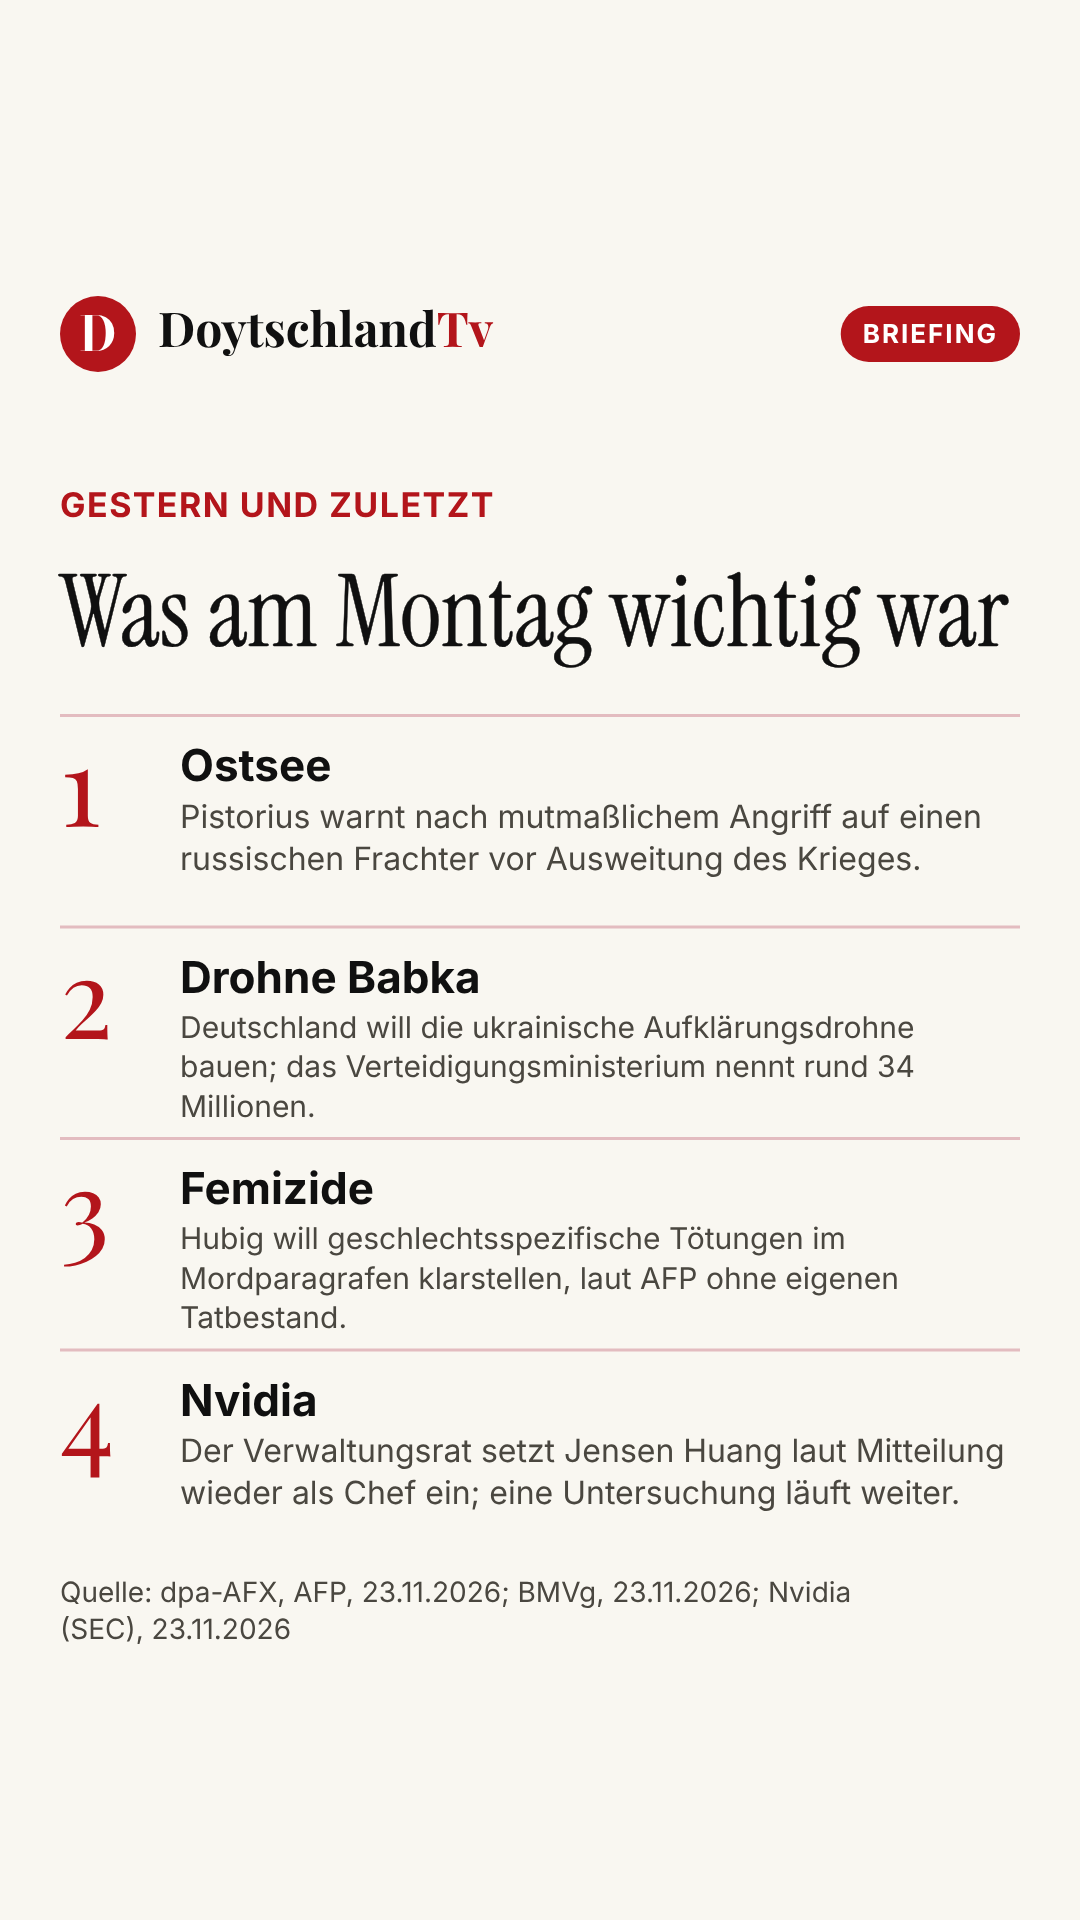 D DoytschlandTv
BRIEFING
GESTERN UND ZULETZT
Was am Montag wichtig war
1
Ostsee
Pistorius warnt nach mutmaßlichem Angriff auf einen
russischen Frachter vor Ausweitung des Krieges.
2
Drohne Babka
Deutschland will die ukrainische Aufklärungsdrohne
bauen; das Verteidigungsministerium nennt rund 34
Millionen.
3
Femizide
Hubig will geschlechtsspezifische Tötungen im
Mordparagrafen klarstellen, laut AFP ohne eigenen
Tatbestand.
4
Nvidia
Der Verwaltungsrat setzt Jensen Huang laut Mitteilung
wieder als Chef ein; eine Untersuchung läuft weiter.
Quelle: dpa-AFX, AFP, 23.11.2026; BMVg, 23.11.2026; Nvidia
(SEC), 23.11.2026